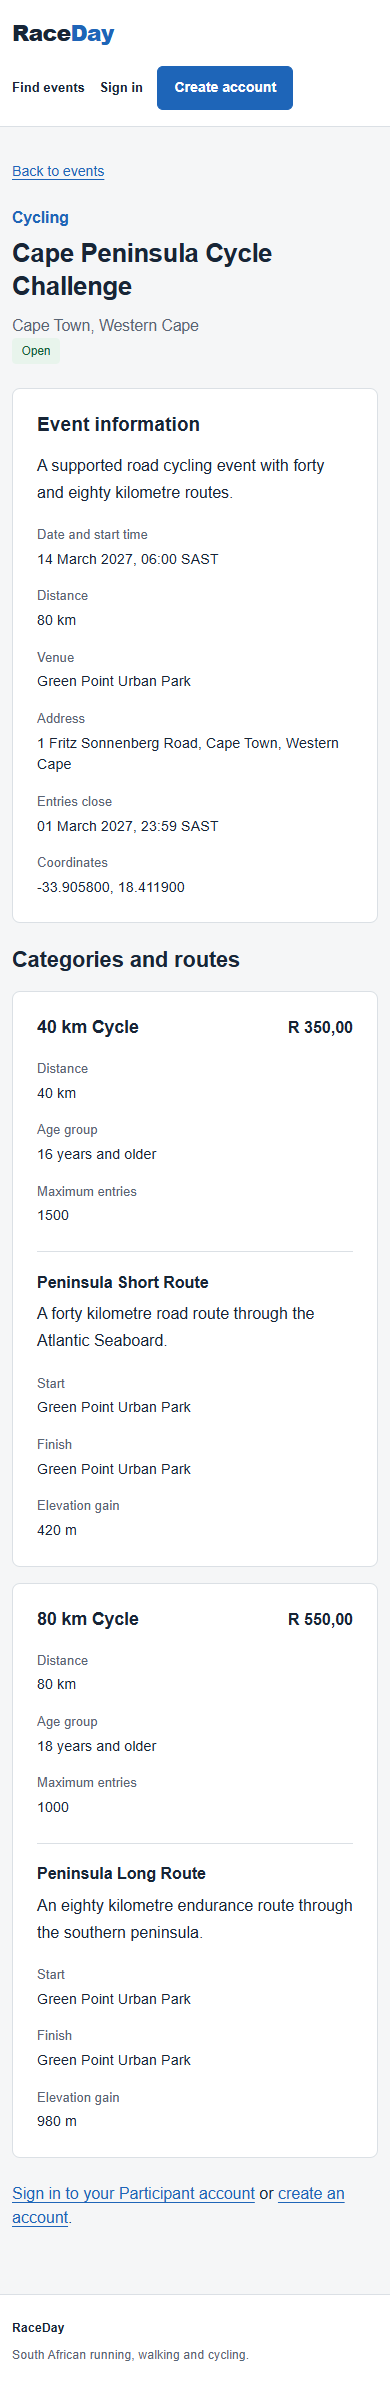 RaceDay
Find events Sign in Create account
Back to events
Cycling
Cape Peninsula Cycle
Challenge
Cape Town, Western Cape
Open
Event information
A supported road cycling event with forty
and eighty kilometre routes.
Date and start time
14 March 2027, 06:00 SAST
Distance
80 km
Venue
Green Point Urban Park
Address
1 Fritz Sonnenberg Road, Cape Town, Western
Cape
Entries close
01 March 2027, 23:59 SAST
Coordinates
-33.905800, 18.411900
Categories and routes
40 km Cycle R 350,00
Distance
40 km
Age group
16 years and older
Maximum entries
1500
Peninsula Short Route
A forty kilometre road route through the
Atlantic Seaboard.
Start
Green Point Urban Park
Finish
Green Point Urban Park
Elevation gain
420 m
80 km Cycle R 550,00
Distance
80 km
Age group
18 years and older
Maximum entries
1000
Peninsula Long Route
An eighty kilometre endurance route through
the southern peninsula.
Start
Green Point Urban Park
Finish
Green Point Urban Park
Elevation gain
980 m
Sign in to your Participant account or create an
account.
RaceDay
South African running, walking and cycling.